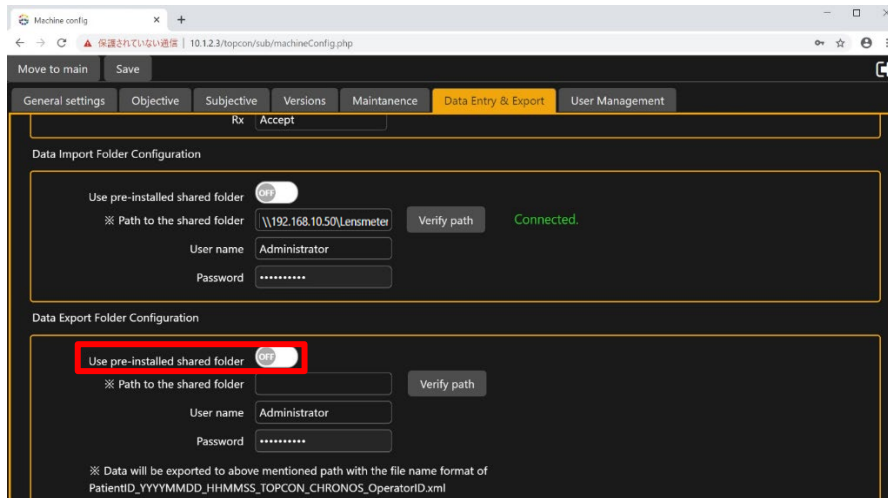 Machine config
保護されていない通信 | 10.1.2.3/topcon/sub/machineConfig.php
Move to main Save
General settings Objective Subjective Versions Maintanence Data Entry & Export User Management
Rx Accept
Data Import Folder Configuration
Use pre-installed shared folder OFF
※ Path to the shared folder \\192.168.10.50\Lensmeter Verify path Connected.
User name Administrator
Password ••••••••••
Data Export Folder Configuration
Use pre-installed shared folder OFF
※ Path to the shared folder Verify path
User name Administrator
Password ••••••••••
※ Data will be exported to above mentioned path with the file name format of
PatientID_YYYYMMDD_HHMMSS_TOPCON_CHRONOS_OperatorID.xml